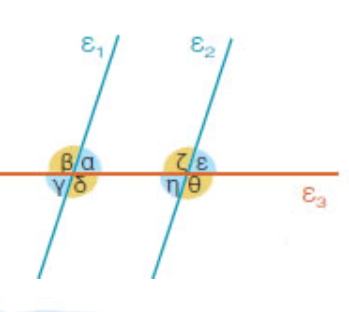 ε₁ ε₂
β α ζ ε
γ δ η θ
ε₃